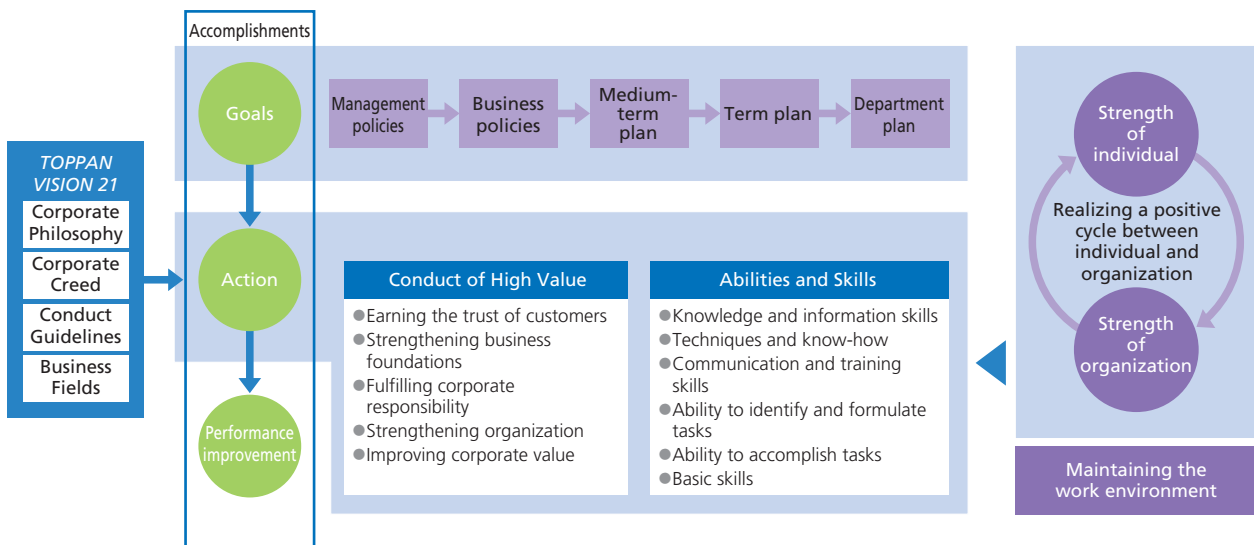 Accomplishments
Goals
Management
policies
Business
policies
Medium-
term
plan
Term plan
Department
plan
TOPPAN
VISION 21
Corporate
Philosophy
Corporate
Creed
Conduct
Guidelines
Business
Fields
Action
Performance
improvement
Conduct of High Value
●Earning the trust of customers
●Strengthening business
foundations
●Fulfilling corporate
responsibility
●Strengthening organization
●Improving corporate value
Abilities and Skills
●Knowledge and information skills
●Techniques and know-how
●Communication and training
skills
●Ability to identify and formulate
tasks
●Ability to accomplish tasks
●Basic skills
Strength
of
individual
Realizing a positive
cycle between
individual and
organization
Strength
of
organization
Maintaining the
work environment